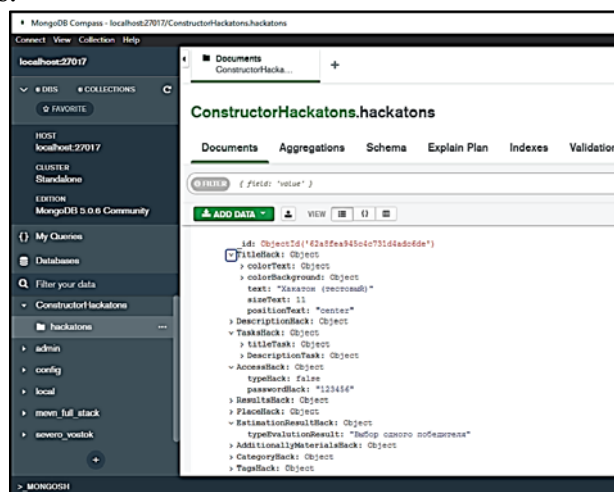 MongoDB Compass - localhost:27017/ConstructorHackatons.hackatons
Connect View Collection Help
localhost:27017
DBS COLLECTIONS
FAVORITE
HOST
localhost:27017
CLUSTER
Standalone
EDITION
MongoDB 5.0.6 Community
{} My Queries
Databases
Filter your data
ConstructorHackatons
hackatons
admin
config
local
mevn_full_stack
severo_vostok
>_MONGOSH
Documents
ConstructorHacka...
ConstructorHackatons.hackatons
Documents Aggregations Schema Explain Plan Indexes Validation
FILTER { field: 'value' }
ADD DATA VIEW {}
_id: ObjectId('62a8fea945c4c731d4adc6de')
TitleHack: Object
colorText: Object
colorBackground: Object
text: "Хакатон (тестовый)"
sizeText: 11
positionText: "center"
DescriptionHack: Object
TasksHack: Object
titleTask: Object
DescriptionTask: Object
AccessHack: Object
typeHack: false
passwordHack: "123456"
ResultsHack: Object
PlaceHack: Object
EstimationResultHack: Object
typeEvalutionResult: "Выбор одного победителя"
AdditionallyMaterialsHack: Object
CategoryHack: Object
TagsHack: Object